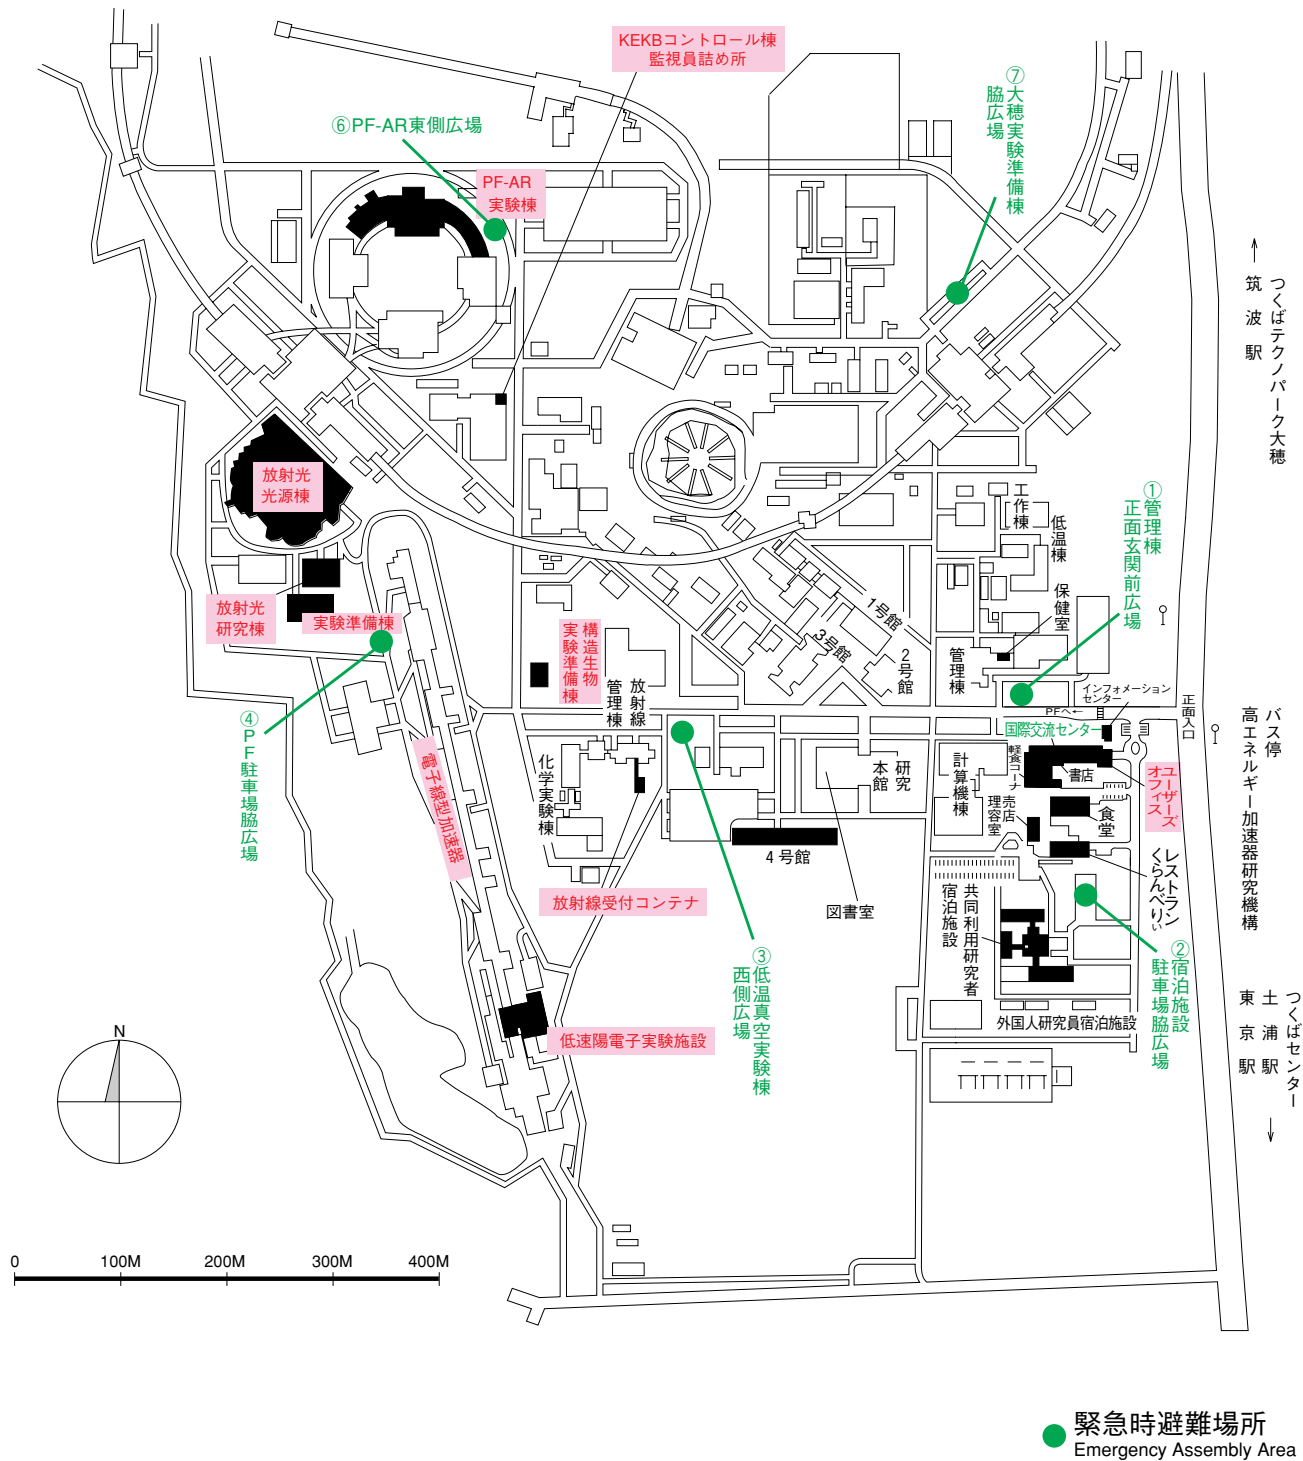 KEKBコントロール棟
監視員詰め所
⑦大穂実験準備棟
脇広場
⑥PF-AR東側広場
PF-AR
実験棟
つくばテクノパーク大穂
筑波駅
放射光
光源棟
①管理棟
正面玄関前広場
工作棟
低温棟
保健室
放射光
研究棟
実験準備棟
構造生物
実験準備棟
1号館
3号館
2号館
管理棟
放射線
管理棟
インフォメーション
センター
PFへ←
正面入口
国際交流センター
バス停
高エネルギー加速器研究機構
④PF駐車場脇広場
電子線型加速器
化学実験棟
研究
本館
計算機棟
軽食コーナ
書店
ユーザーズ
オフィス
売店
理容室
食堂
4号館
レストラン
くらんべりぃ
放射線受付コンテナ
図書室
共同利用研究者
宿泊施設
③低温真空実験棟
西側広場
②宿泊施設
駐車場脇広場
外国人研究員宿泊施設
低速陽電子実験施設
つくばセンター
土浦駅
東京駅
N
0 100M 200M 300M 400M
緊急時避難場所
Emergency Assembly Area